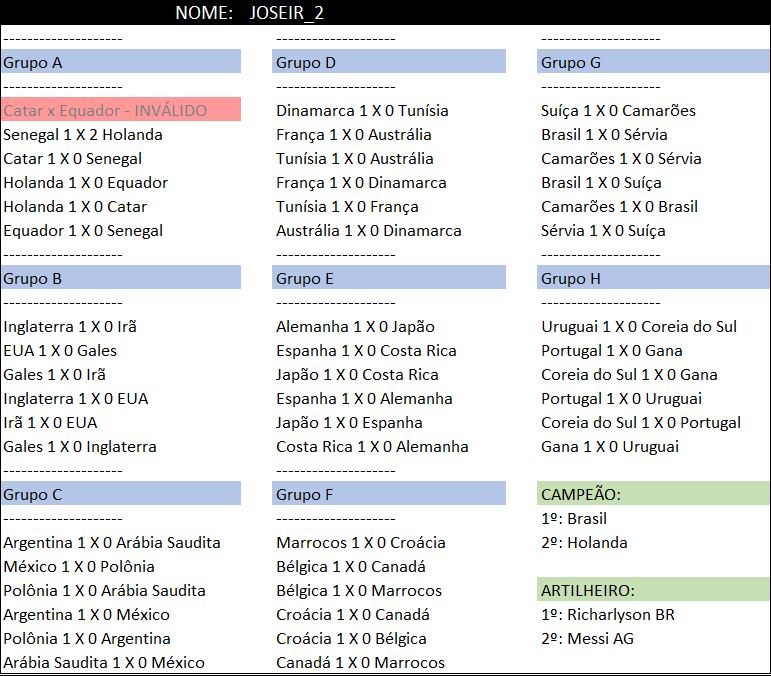 NOME: JOSEIR_2
--------------------
Grupo A
--------------------
Catar x Equador - INVÁLIDO
Senegal 1 X 2 Holanda
Catar 1 X 0 Senegal
Holanda 1 X 0 Equador
Holanda 1 X 0 Catar
Equador 1 X 0 Senegal
--------------------
Grupo B
--------------------
Inglaterra 1 X 0 Irã
EUA 1 X 0 Gales
Gales 1 X 0 Irã
Inglaterra 1 X 0 EUA
Irã 1 X 0 EUA
Gales 1 X 0 Inglaterra
--------------------
Grupo C
--------------------
Argentina 1 X 0 Arábia Saudita
México 1 X 0 Polônia
Polônia 1 X 0 Arábia Saudita
Argentina 1 X 0 México
Polônia 1 X 0 Argentina
Arábia Saudita 1 X 0 México
--------------------
Grupo D
--------------------
Dinamarca 1 X 0 Tunísia
França 1 X 0 Austrália
Tunísia 1 X 0 Austrália
França 1 X 0 Dinamarca
Tunísia 1 X 0 França
Austrália 1 X 0 Dinamarca
--------------------
Grupo E
--------------------
Alemanha 1 X 0 Japão
Espanha 1 X 0 Costa Rica
Japão 1 X 0 Costa Rica
Espanha 1 X 0 Alemanha
Japão 1 X 0 Espanha
Costa Rica 1 X 0 Alemanha
--------------------
Grupo F
--------------------
Marrocos 1 X 0 Croácia
Bélgica 1 X 0 Canadá
Bélgica 1 X 0 Marrocos
Croácia 1 X 0 Canadá
Croácia 1 X 0 Bélgica
Canadá 1 X 0 Marrocos
--------------------
Grupo G
--------------------
Suíça 1 X 0 Camarões
Brasil 1 X 0 Sérvia
Camarões 1 X 0 Sérvia
Brasil 1 X 0 Suíça
Camarões 1 X 0 Brasil
Sérvia 1 X 0 Suíça
--------------------
Grupo H
--------------------
Uruguai 1 X 0 Coreia do Sul
Portugal 1 X 0 Gana
Coreia do Sul 1 X 0 Gana
Portugal 1 X 0 Uruguai
Coreia do Sul 1 X 0 Portugal
Gana 1 X 0 Uruguai
CAMPEÃO:
1º: Brasil
2º: Holanda
ARTILHEIRO:
1º: Richarlyson BR
2º: Messi AG